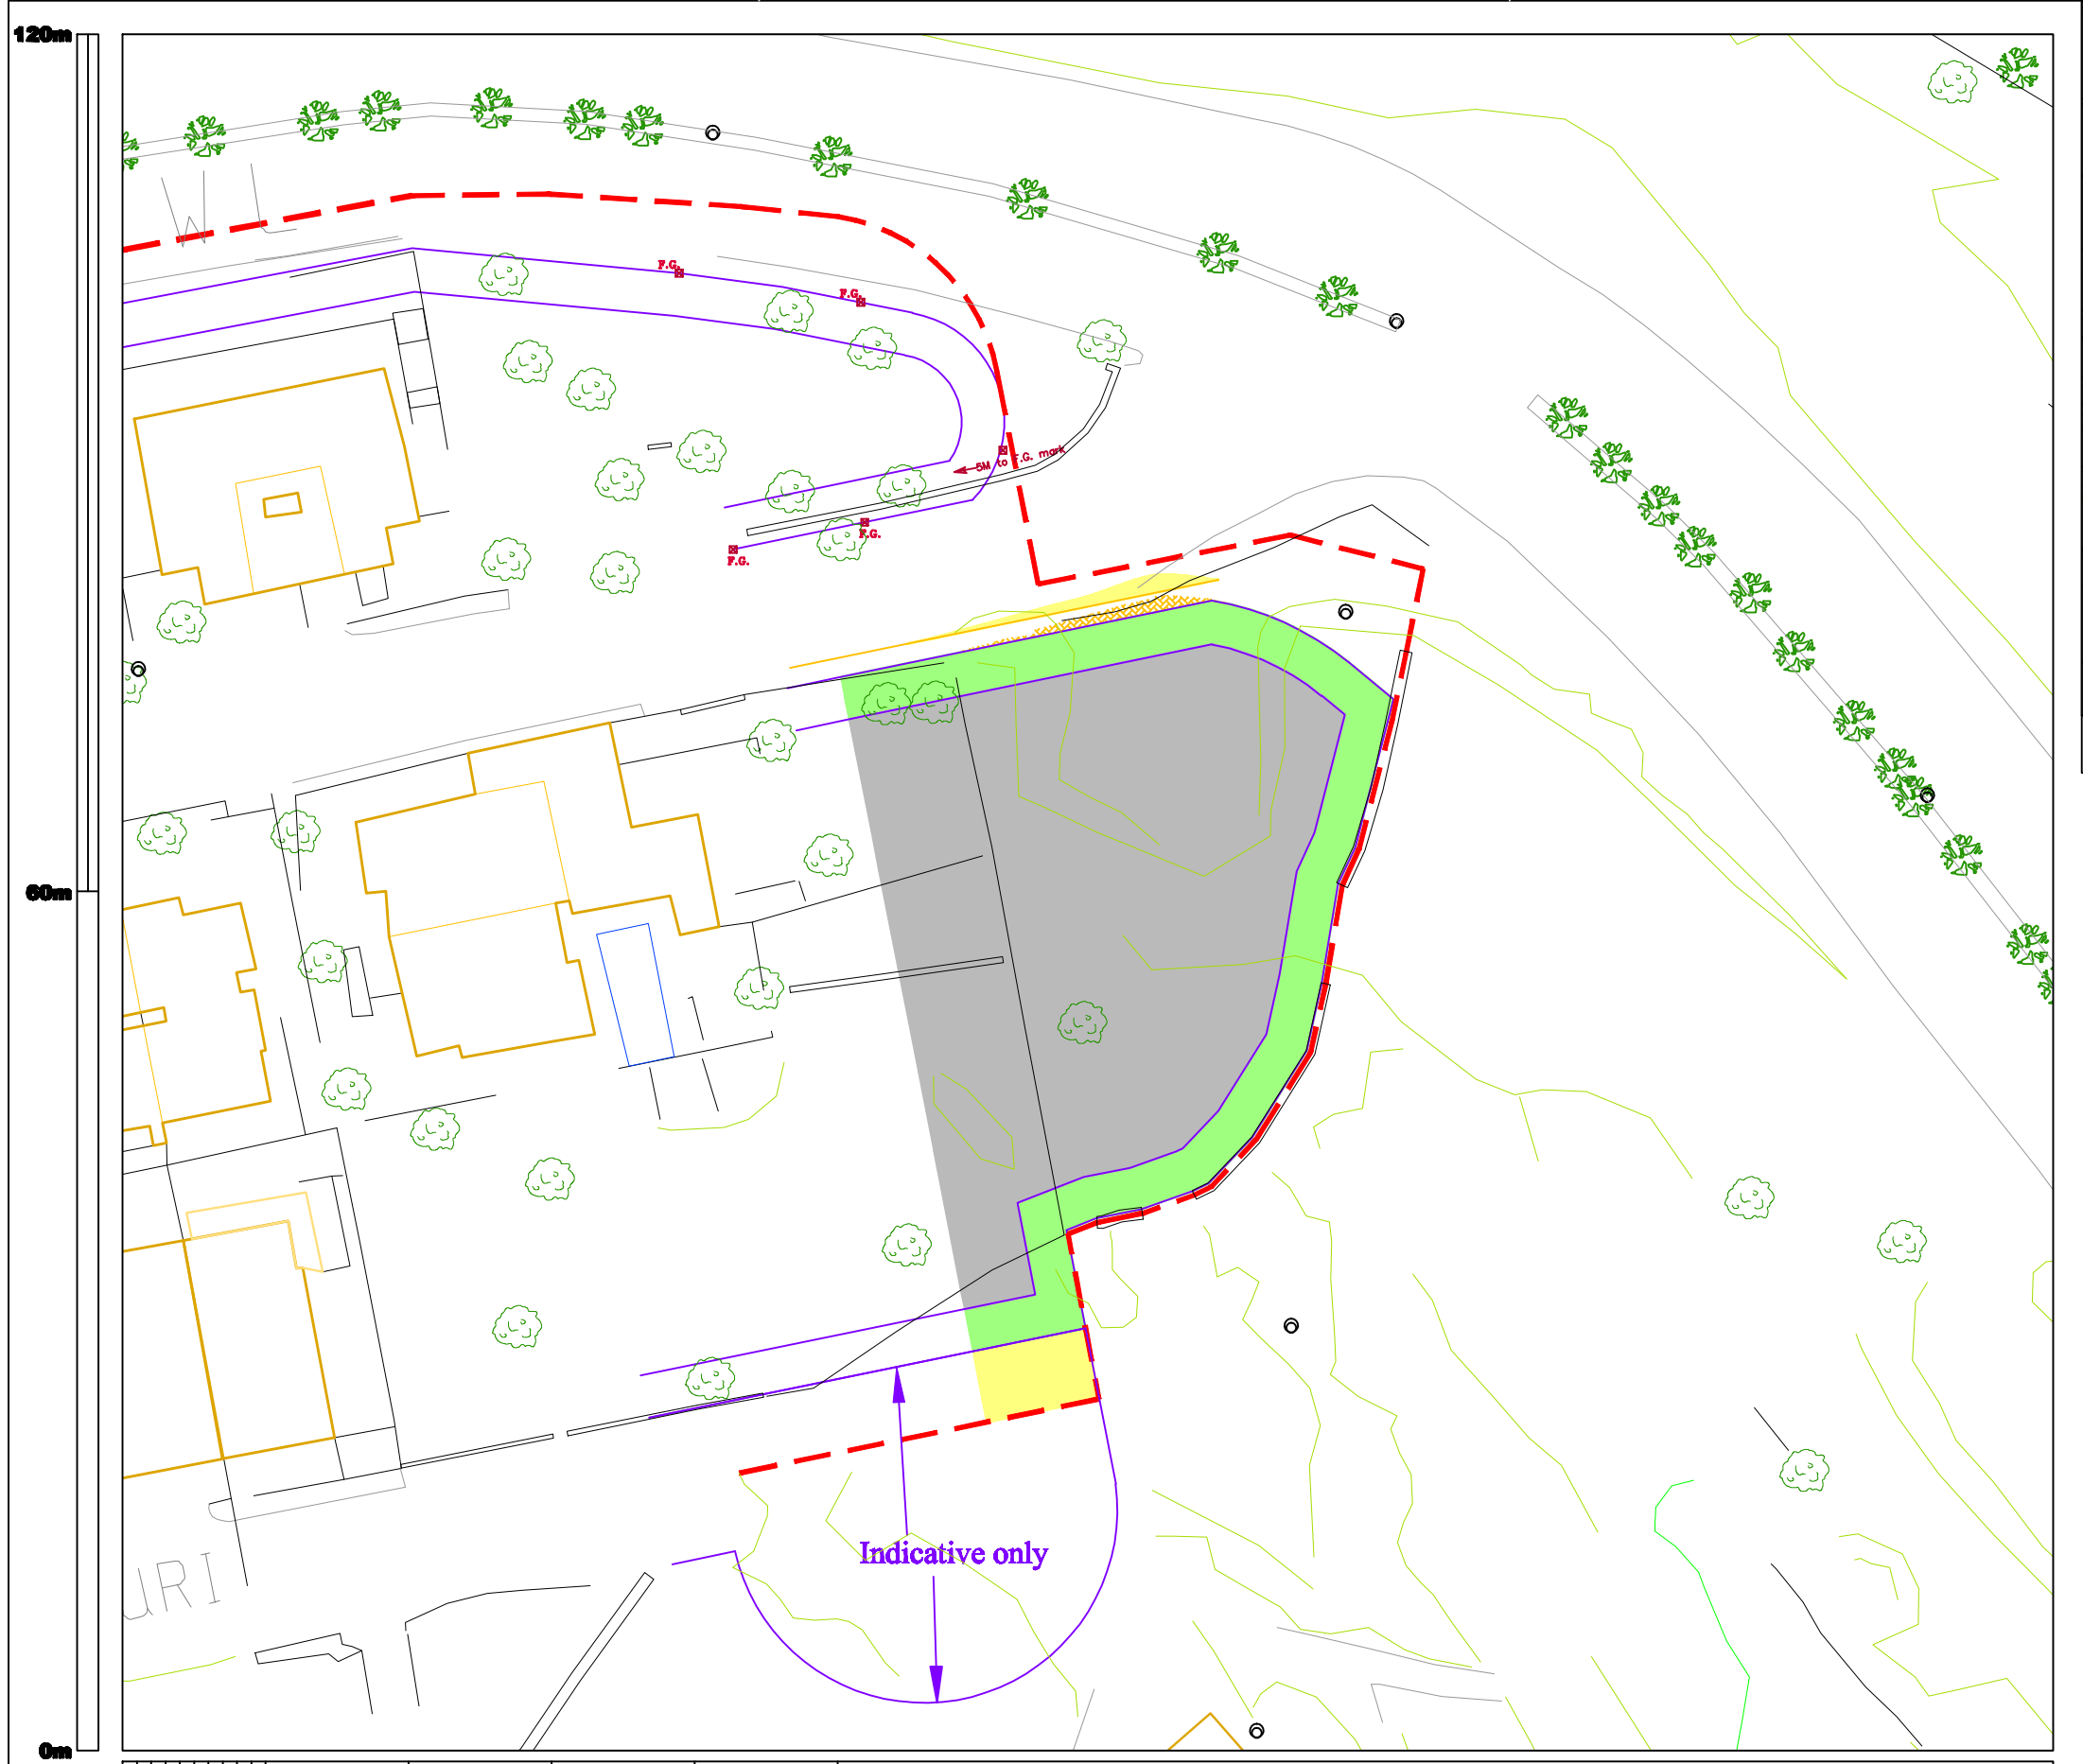 120m
W L
F.G.
F.G.
5M to F.G. mark
F.G.
F.G.
60m
Indicative only
URI
0m